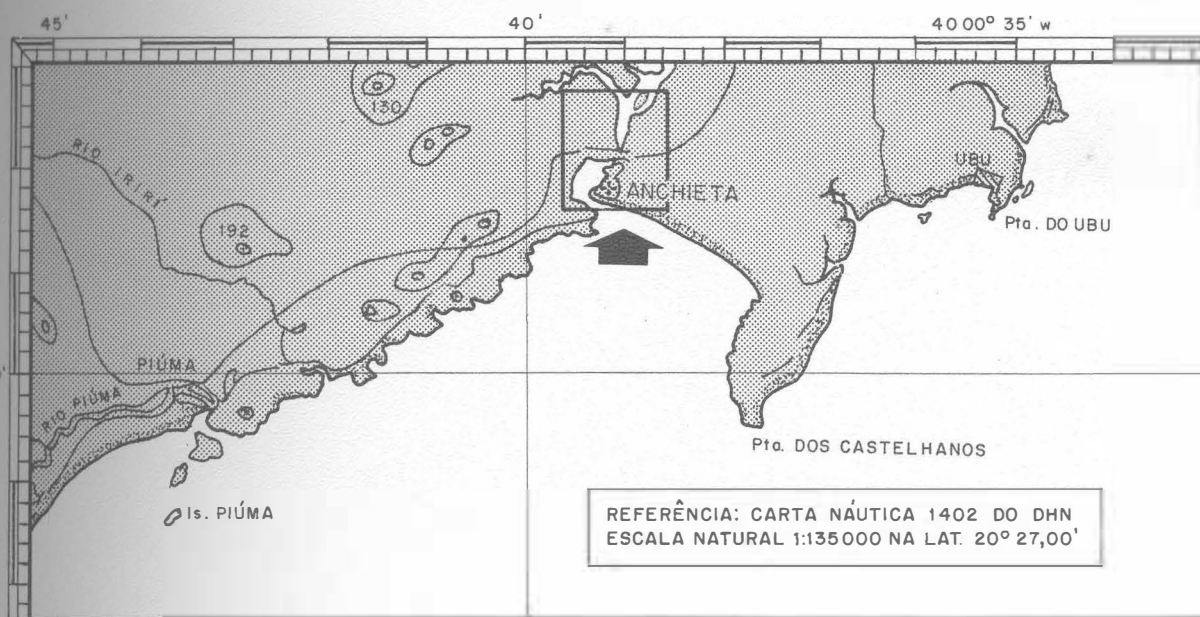 45'
40'
40 00° 35' w
130
RIO IRIRÍ
UBU
ANCHIETA
Pta. DO UBU
192
PIÚMA
RIO PIÚMA
Pta. DOS CASTELHANOS
Is. PIÚMA
REFERÊNCIA: CARTA NÁUTICA 1402 DO DHN
ESCALA NATURAL 1:135000 NA LAT. 20° 27,00'